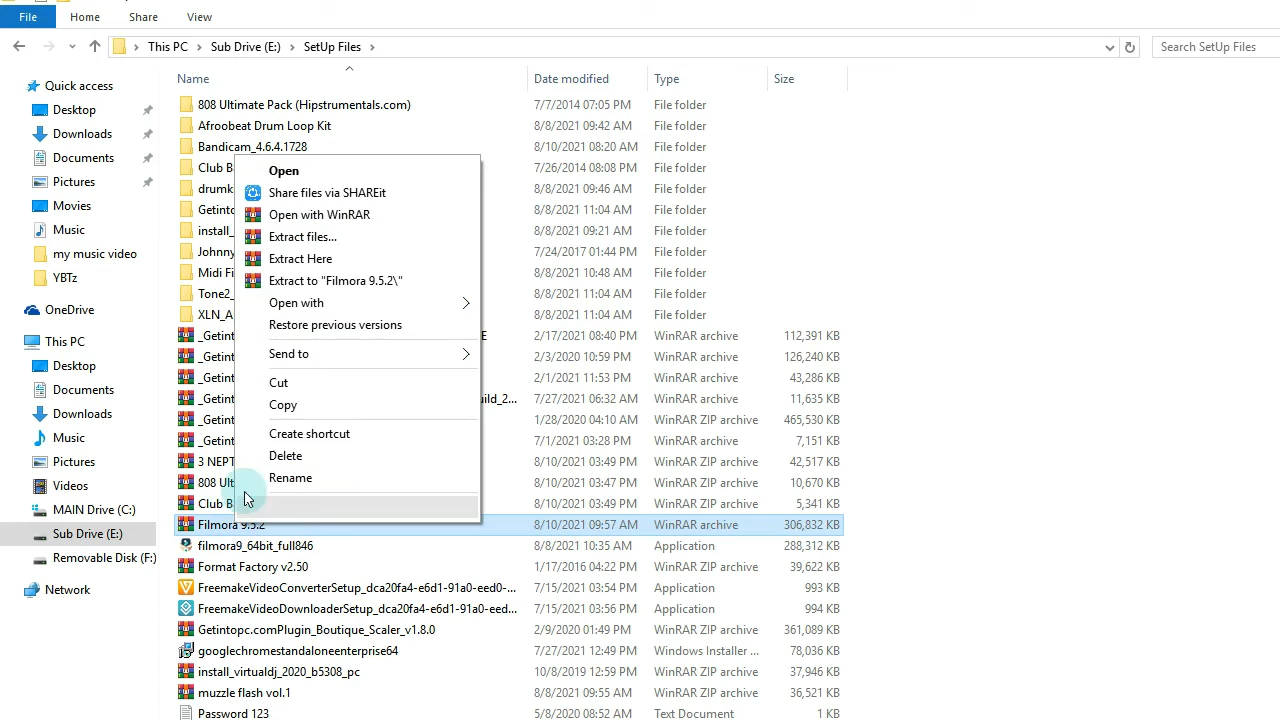 File Home Share View
This PC Sub Drive (E:) SetUp Files Search SetUp Files
Name Date modified Type Size
Quick access
Desktop
Downloads
Documents
Pictures
Movies
Music
my music video
YBTz
OneDrive
This PC
Desktop
Documents
Downloads
Music
Pictures
Videos
MAIN Drive (C:)
Sub Drive (E:)
Removable Disk (F:)
Network
808 Ultimate Pack (Hipstrumentals.com) 7/7/2014 07:05 PM File folder
Afroobeat Drum Loop Kit 8/8/2021 09:42 AM File folder
Bandicam_4.6.4.1728 8/10/2021 08:20 AM File folder
Club B 7/26/2014 08:08 PM File folder
drumk 8/8/2021 09:46 AM File folder
Getinto 8/8/2021 11:04 AM File folder
install_ 8/8/2021 09:21 AM File folder
Johnny 7/24/2017 01:44 PM File folder
Midi Fi 8/8/2021 10:48 AM File folder
Tone2_ 8/8/2021 11:04 AM File folder
XLN_A 8/8/2021 11:04 AM File folder
_Getint E 2/17/2021 08:40 PM WinRAR archive 112,391 KB
_Getint 2/3/2020 10:59 PM WinRAR archive 126,240 KB
_Getint 2/1/2021 11:53 PM WinRAR archive 43,286 KB
_Getint uild_2... 7/27/2021 06:32 AM WinRAR archive 11,635 KB
_Getint 1/28/2020 04:10 AM WinRAR ZIP archive 465,530 KB
_Getint 7/1/2021 03:28 PM WinRAR archive 7,151 KB
3 NEPT 8/10/2021 03:49 PM WinRAR ZIP archive 42,517 KB
808 Ult 8/10/2021 03:47 PM WinRAR ZIP archive 10,670 KB
Club B 8/10/2021 03:49 PM WinRAR ZIP archive 5,341 KB
Filmora 9.5.2 8/10/2021 09:57 AM WinRAR archive 306,832 KB
filmora9_64bit_full846 8/8/2021 10:35 AM Application 288,312 KB
Format Factory v2.50 1/17/2016 04:22 PM WinRAR ZIP archive 39,622 KB
FreemakeVideoConverterSetup_dca20fa4-e6d1-91a0-eed0-... 7/15/2021 03:54 PM Application 993 KB
FreemakeVideoDownloaderSetup_dca20fa4-e6d1-91a0-eed... 7/15/2021 03:56 PM Application 994 KB
Getintopc.comPlugin_Boutique_Scaler_v1.8.0 2/9/2020 01:49 PM WinRAR ZIP archive 361,089 KB
googlechromestandaloneenterprise64 7/27/2021 12:49 PM Windows Installer ... 78,036 KB
install_virtualdj_2020_b5308_pc 10/8/2019 12:59 PM WinRAR ZIP archive 37,946 KB
muzzle flash vol.1 8/8/2021 09:55 AM WinRAR ZIP archive 36,521 KB
Password 123 5/8/2020 08:52 AM Text Document 1 KB
Open
Share files via SHAREit
Open with WinRAR
Extract files...
Extract Here
Extract to "Filmora 9.5.2\"
Open with
Restore previous versions
Send to
Cut
Copy
Create shortcut
Delete
Rename